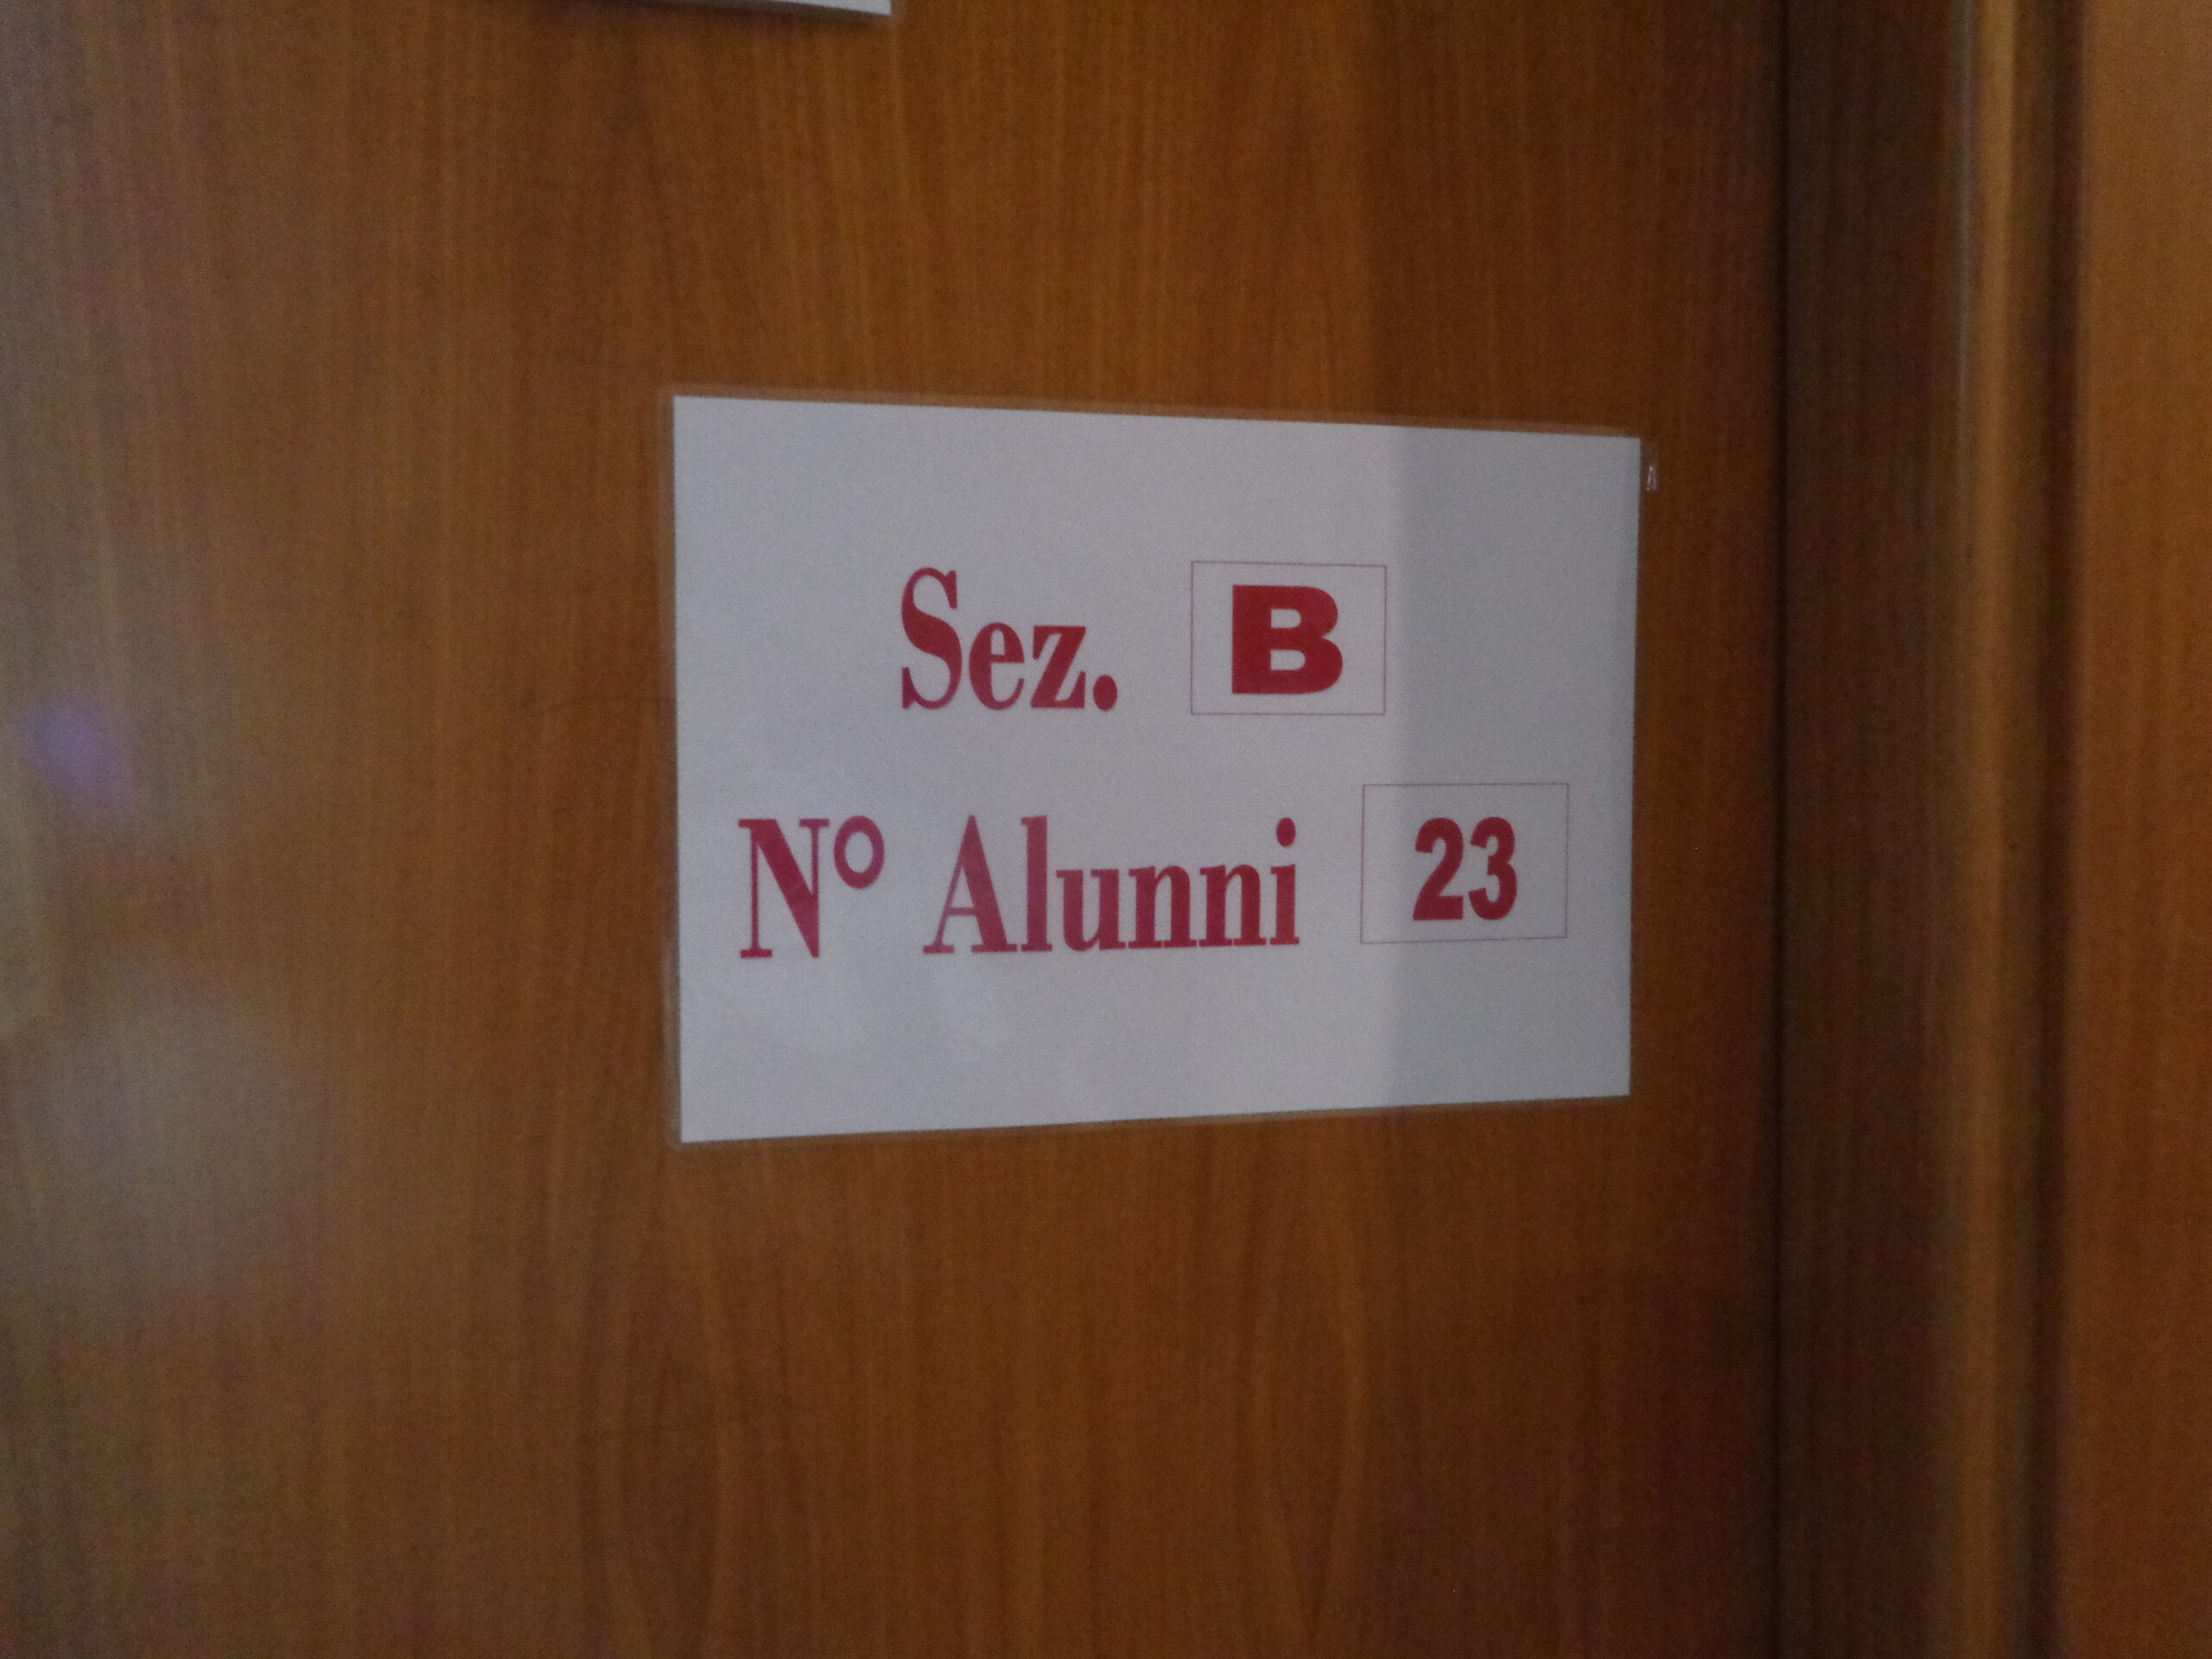 Sez. B
N° Alunni 23